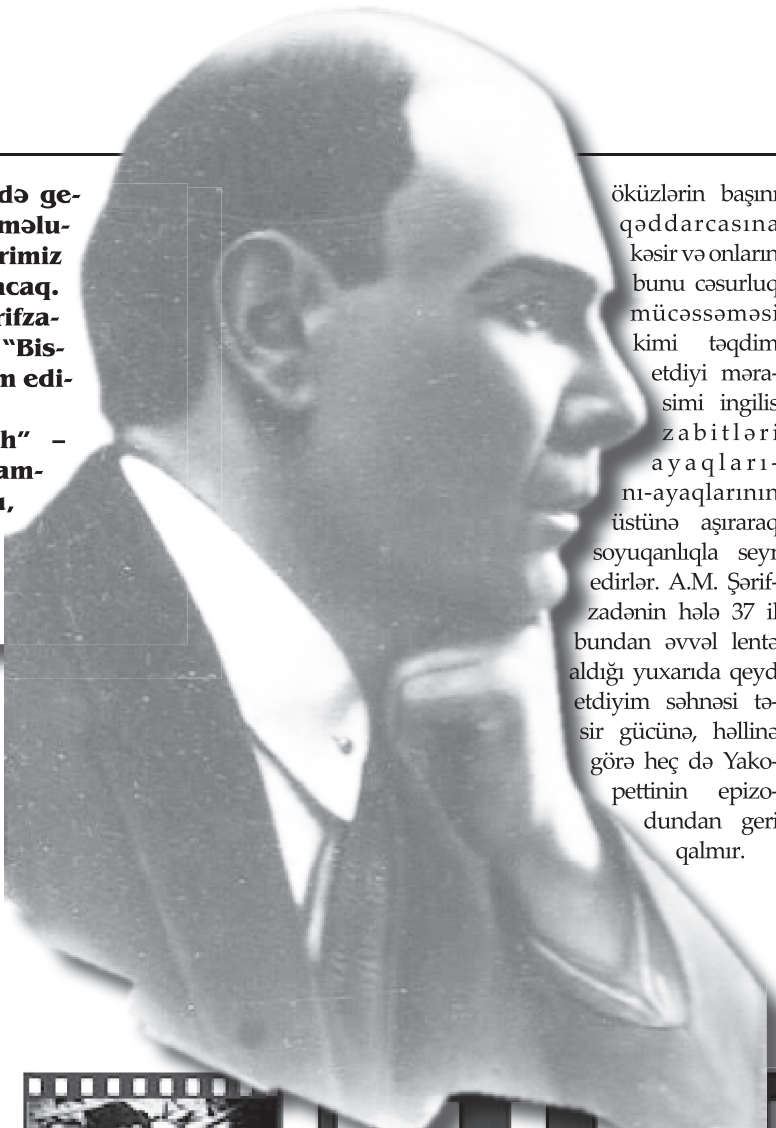 də ge-
məlu-
rimiz
caq.
rifza-
“Bis-
m edi-
h” –
am-
öküzlərin başını
qəddarcasına
kəsir və onların
bunu cəsurluq
mücəssəməsi
kimi təqdim
etdiyi məra-
simi ingilis
zabitləri
ayaqları-
nı-ayaqlarının
üstünə aşıraraq
soyuqanlıqla seyr
edirlər. A.M. Şərif-
zadənin hələ 37 il
bundan əvvəl lentə
aldığı yuxarıda qeyd
etdiyim səhnəsi tə-
sir gücünə, həllinə
görə heç də Yako-
pettinin epizo-
dundan geri
qalmır.